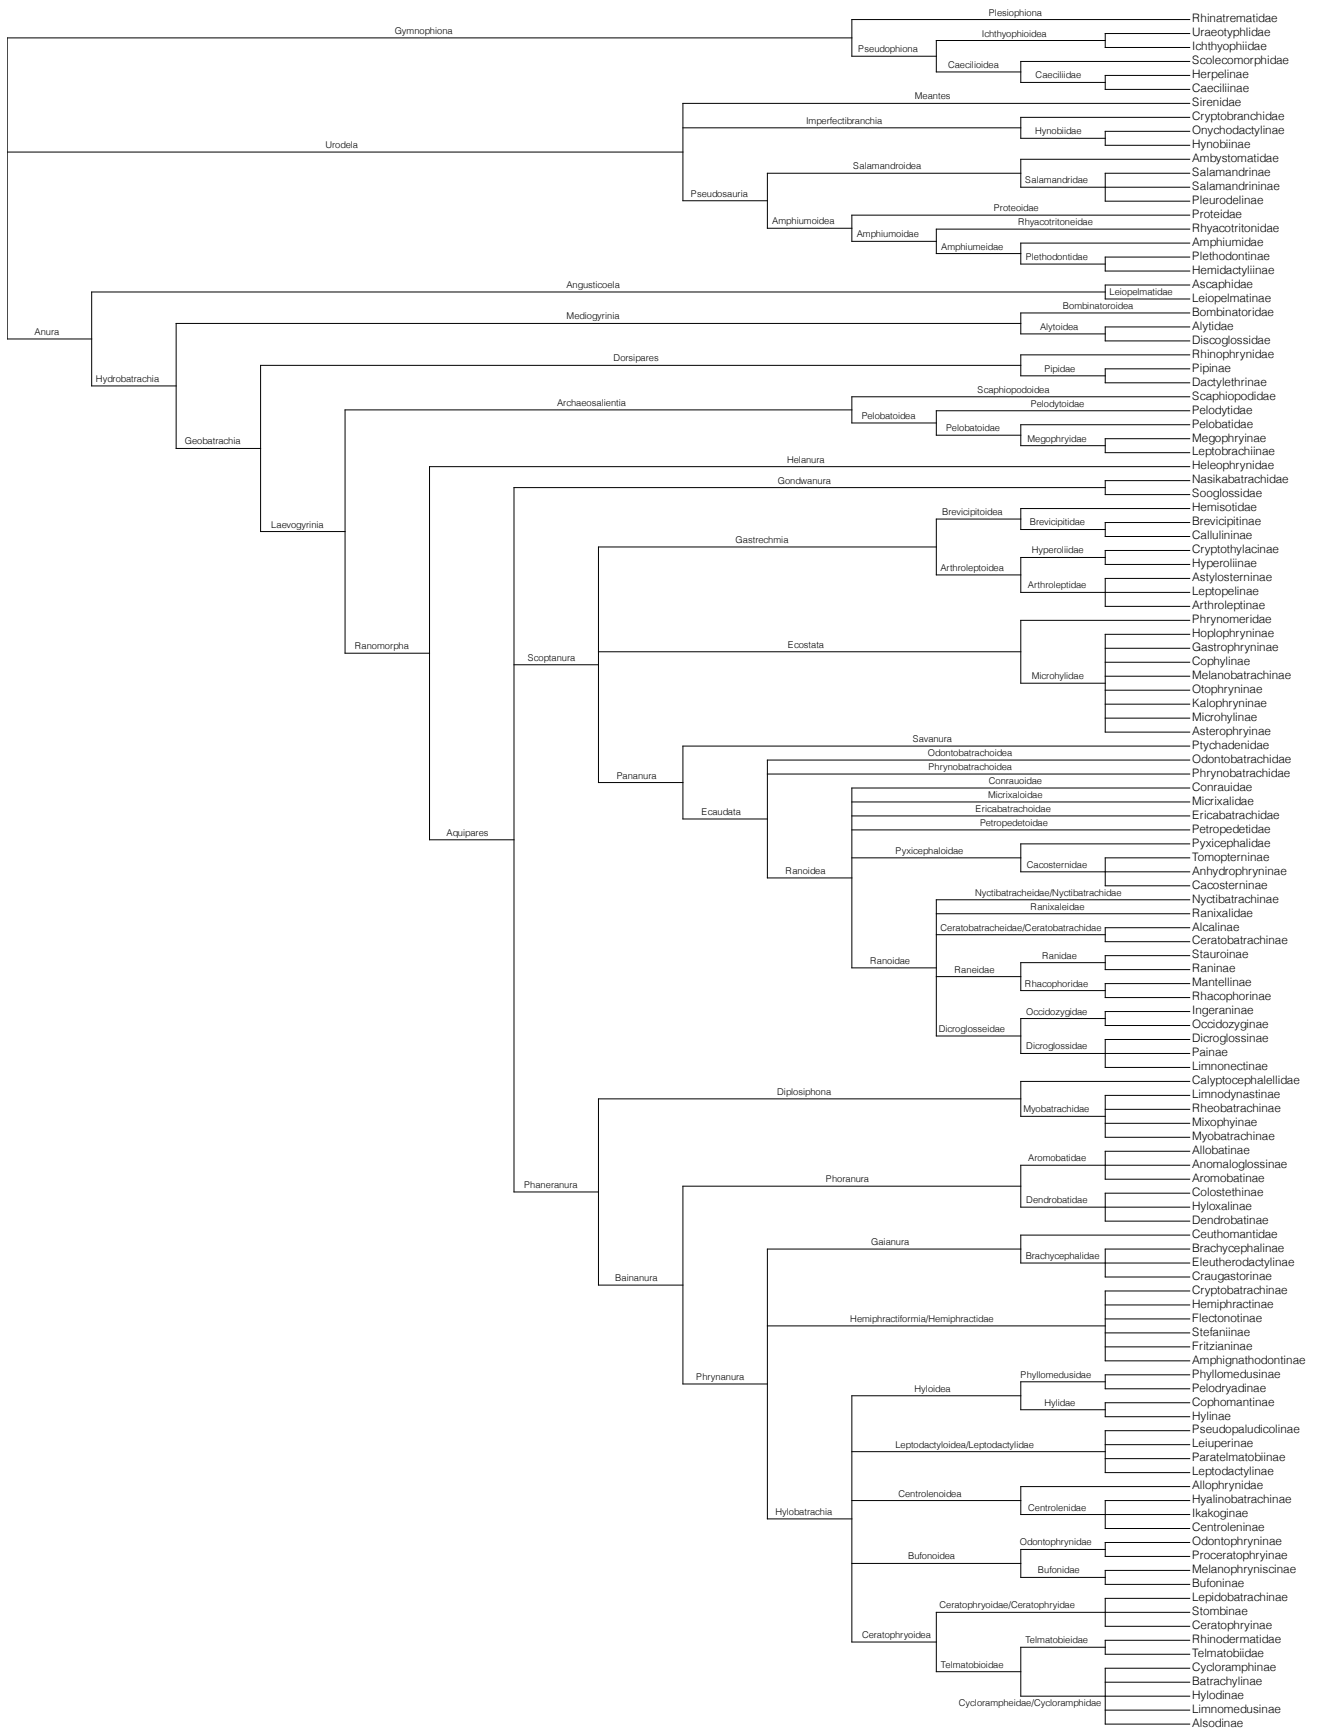 Plesiophiona
Rhinatrematidae
Gymnophiona
Ichthyophioidea
Uraeotyphlidae
Pseudophiona
Ichthyophiidae
Caecilioidea
Scolecomorphidae
Caeciliidae
Herpelinae
Caeciliinae
Meantes
Sirenidae
Imperfectibranchia
Cryptobranchidae
Hynobiidae
Onychodactylinae
Urodela
Hynobiinae
Salamandroidea
Ambystomatidae
Salamandridae
Salamandrinae
Salamandrininae
Pseudosauria
Pleurodelinae
Proteoidae
Proteidae
Amphiumoidea
Rhyacotritoneidae
Rhyacotritonidae
Amphiumoidae
Amphiumeidae
Amphiumidae
Plethodontidae
Plethodontinae
Hemidactyliinae
Angusticoela
Ascaphidae
Leiopelmatidae
Leiopelmatinae
Bombinatoroidea
Bombinatoridae
Mediogyrinia
Anura
Alytoidea
Alytidae
Discoglossidae
Dorsipares
Rhinophrynidae
Pipidae
Pipinae
Hydrobatrachia
Dactylethrinae
Scaphiopodoidea
Scaphiopodidae
Archaeosalientia
Pelodytoidae
Pelodytidae
Pelobatoidea
Pelobatoidae
Pelobatidae
Geobatrachia
Megophryidae
Megophryinae
Leptobrachiinae
Helanura
Heleophrynidae
Gondwanura
Nasikabatrachidae
Sooglossidae
Brevicipitoidea
Hemisotidae
Laevogyrinia
Brevicipitidae
Brevicipitinae
Callulininae
Gastrechmia
Hyperoliidae
Cryptothylacinae
Hyperoliinae
Arthroleptoidea
Astylosterninae
Arthroleptidae
Leptopelinae
Arthroleptinae
Phrynomeridae
Hoplophryninae
Ranomorpha
Ecostata
Gastrophryninae
Scoptanura
Cophylinae
Microhylidae
Melanobatrachinae
Otophryninae
Kalophryninae
Microhylinae
Asterophryinae
Savanura
Ptychadenidae
Odontobatrachoidea
Odontobatrachidae
Phrynobatrachoidea
Phrynobatrachidae
Pananura
Conrauoidae
Conrauidae
Micrixaloidae
Micrixalidae
Ericabatrachoidae
Ericabatrachidae
Ecaudata
Petropedetoidae
Petropedetidae
Aquipares
Pyxicephaloidae
Pyxicephalidae
Cacosternidae
Tomopterninae
Ranoidea
Anhydrophryninae
Cacosterninae
Nyctibatracheidae/Nyctibatrachidae
Nyctibatrachinae
Ranixaleidae
Ranixalidae
Ceratobatracheidae/Ceratobatrachidae
Alcalinae
Ceratobatrachinae
Ranidae
Stauroinae
Ranoidae
Raneidae
Raninae
Rhacophoridae
Mantellinae
Rhacophorinae
Occidozygidae
Ingeraninae
Occidozyginae
Dicroglosseidae
Dicroglossinae
Dicroglossidae
Painae
Limnonectinae
Diplosiphona
Calyptocephalellidae
Limnodynastinae
Myobatrachidae
Rheobatrachinae
Mixophyinae
Myobatrachinae
Aromobatidae
Allobatinae
Anomaloglossinae
Phaneranura
Phoranura
Aromobatinae
Dendrobatidae
Colostethinae
Hyloxalinae
Dendrobatinae
Gaianura
Ceuthomantidae
Brachycephalidae
Brachycephalinae
Eleutherodactylinae
Bainanura
Craugastorinae
Cryptobatrachinae
Hemiphractinae
Hemiphractiformia/Hemiphractidae
Flectonotinae
Stefaniinae
Fritzianinae
Amphignathodontinae
Phrynanura
Phyllomedusidae
Phyllomedusinae
Hyloidea
Pelodryadinae
Hylidae
Cophomantinae
Hylinae
Pseudopaludicolinae
Leptodactyloidea/Leptodactylidae
Leiuperinae
Paratelmatobiinae
Leptodactylinae
Centrolenoidea
Allophrynidae
Hylobatrachia
Centrolenidae
Hyalinobatrachinae
Ikakoginae
Centroleninae
Odontophrynidae
Odontophryninae
Bufonoidea
Proceratophryinae
Bufonidae
Melanophryniscinae
Bufoninae
Ceratophryoidae/Ceratophryidae
Lepidobatrachinae
Stombinae
Ceratophryoidea
Ceratophryinae
Telmatobieidae
Rhinodermatidae
Telmatobiidae
Telmatobioidae
Cycloramphinae
Batrachylinae
Cyclorampheidae/Cycloramphidae
Hylodinae
Limnomedusinae
Alsodinae